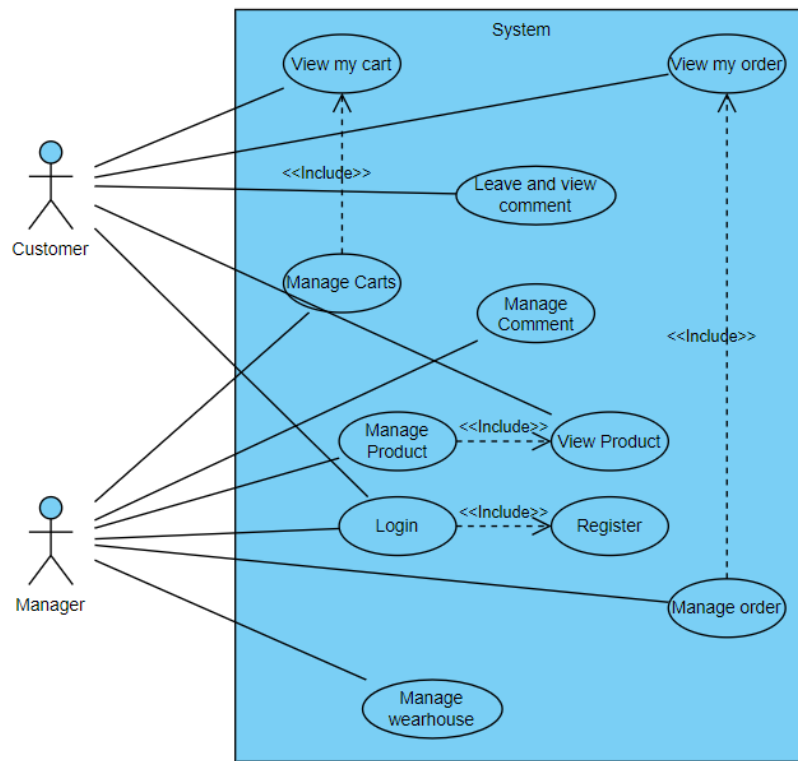 System
View my cart
View my order
<<Include>>
Leave and view
comment
Customer
Manage Carts
Manage
Comment
<<Include>>
Manage
Product
<<Include>>
View Product
Login
<<Include>>
Register
Manager
Manage order
Manage
wearhouse